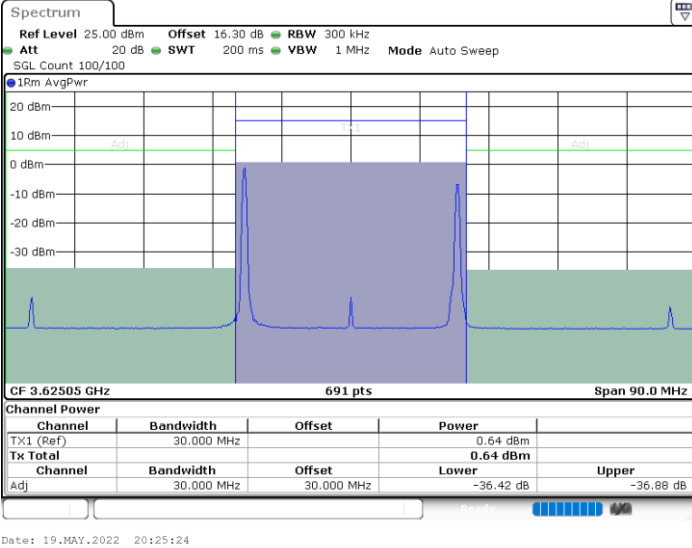 Spectrum
Ref Level 25.00 dBm Offset 16.30 dB RBW 300 kHz
Att 20 dB SWT 200 ms VBW 1 MHz Mode Auto Sweep
SGL Count 100/100
1Rm AvgPwr
20 dBm
TX1
10 dBm
Adj Adj
0 dBm
-10 dBm
-20 dBm
-30 dBm
CF 3.62505 GHz 691 pts Span 90.0 MHz
Channel Power
Channel Bandwidth Offset Power
TX1 (Ref) 30.000 MHz 0.64 dBm
Tx Total 0.64 dBm
Channel Bandwidth Offset Lower Upper
Adj 30.000 MHz 30.000 MHz -36.42 dB -36.88 dB
Ready
Date: 19.MAY.2022 20:25:24